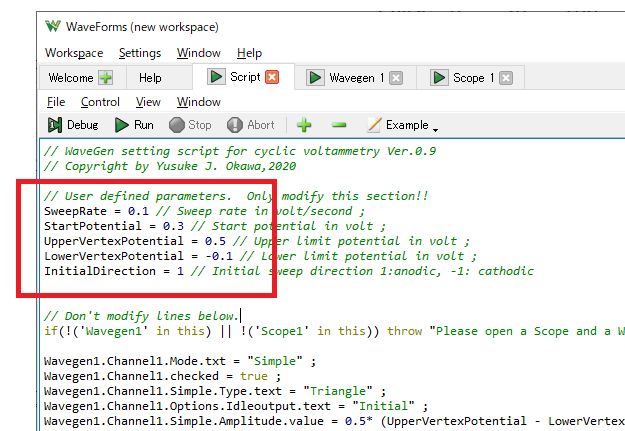 WaveForms (new workspace)
Workspace Settings Window Help
Welcome Help Script Wavegen 1 Scope 1
File Control View Window
Debug Run Stop Abort Example
// WaveGen setting script for cyclic voltammetry Ver.0.9
// Copyright by Yusuke J. Okawa,2020
// User defined parameters.  Only modify this section!!
SweepRate = 0.1 // Sweep rate in volt/second ;
StartPotential = 0.3 // Start potential in volt ;
UpperVertexPotential = 0.5 // Upper limit potential in volt ;
LowerVertexPotential = -0.1 // Lower limit potential in volt ;
InitialDirection = 1 // Initial sweep direction 1:anodic, -1: cathodic
// Don't modify lines below.
if(!('Wavegen1' in this) || !('Scope1' in this)) throw "Please open a Scope and a W
Wavegen1.Channel1.Mode.txt = "Simple" ;
Wavegen1.Channel1.checked = true ;
Wavegen1.Channel1.Simple.Type.text = "Triangle" ;
Wavegen1.Channel1.Options.Idleoutput.text = "Initial" ;
Wavegen1.Channel1.Simple.Amplitude.value = 0.5* (UpperVertexPotential - LowerVertex